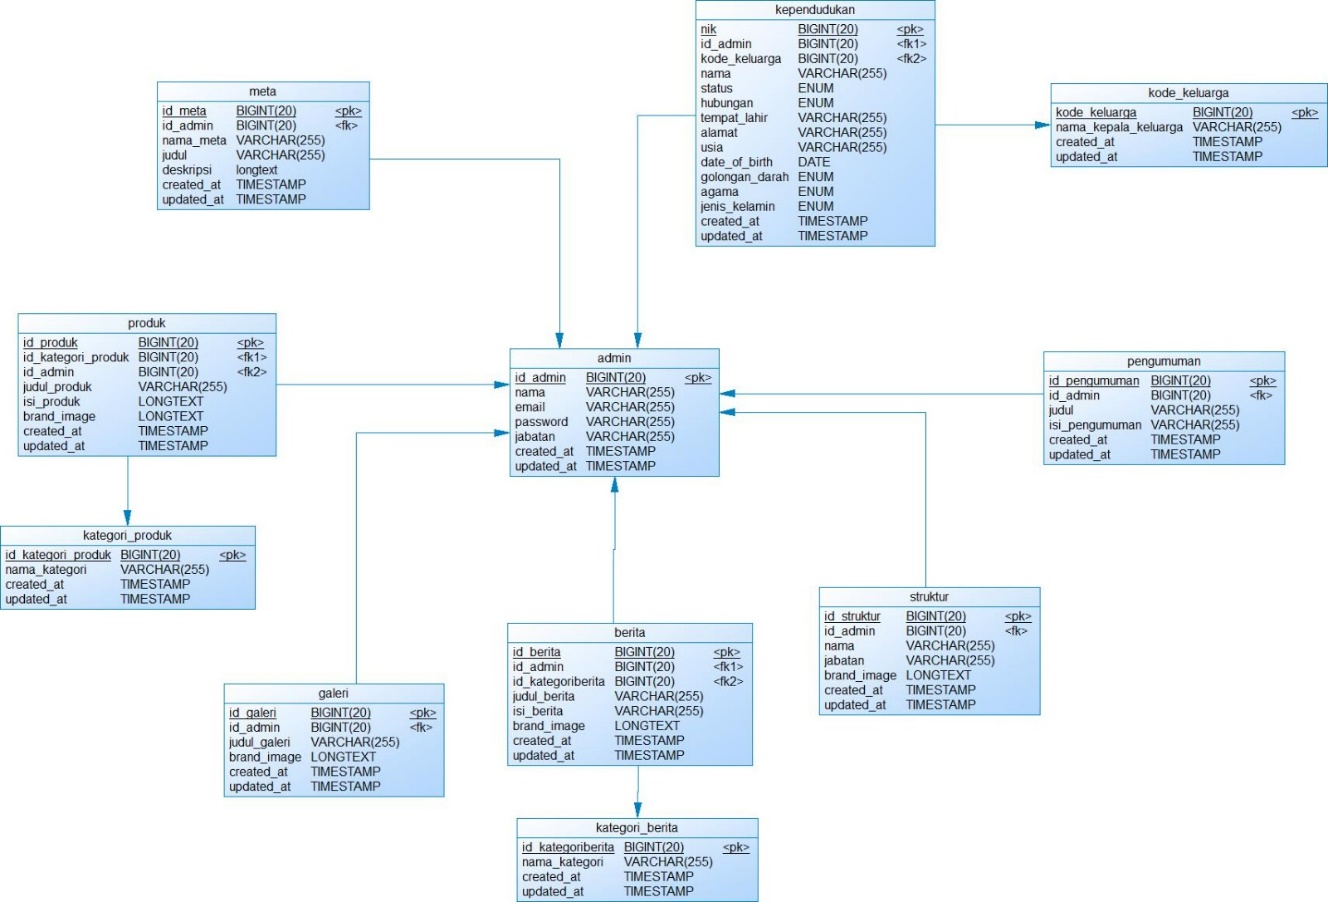 kependudukan
nik BIGINT(20) <pk>
id_admin BIGINT(20) <fk1>
kode_keluarga BIGINT(20) <fk2>
nama VARCHAR(255)
status ENUM
hubungan ENUM
tempat_lahir VARCHAR(255)
alamat VARCHAR(255)
usia VARCHAR(255)
date_of_birth DATE
golongan_darah ENUM
agama ENUM
jenis_kelamin ENUM
created_at TIMESTAMP
updated_at TIMESTAMP
meta
id_meta BIGINT(20) <pk>
id_admin BIGINT(20) <fk>
nama_meta VARCHAR(255)
judul VARCHAR(255)
deskripsi longtext
created_at TIMESTAMP
updated_at TIMESTAMP
kode_keluarga
kode_keluarga BIGINT(20) <pk>
nama_kepala_keluarga VARCHAR(255)
created_at TIMESTAMP
updated_at TIMESTAMP
produk
id_produk BIGINT(20) <pk>
id_kategori_produk BIGINT(20) <fk1>
id_admin BIGINT(20) <fk2>
judul_produk VARCHAR(255)
isi_produk LONGTEXT
brand_image LONGTEXT
created_at TIMESTAMP
updated_at TIMESTAMP
admin
id_admin BIGINT(20) <pk>
nama VARCHAR(255)
email VARCHAR(255)
password VARCHAR(255)
jabatan VARCHAR(255)
created_at TIMESTAMP
updated_at TIMESTAMP
pengumuman
id_pengumuman BIGINT(20) <pk>
id_admin BIGINT(20) <fk>
judul VARCHAR(255)
isi_pengumuman VARCHAR(255)
created_at TIMESTAMP
updated_at TIMESTAMP
kategori_produk
id_kategori_produk BIGINT(20) <pk>
nama_kategori VARCHAR(255)
created_at TIMESTAMP
updated_at TIMESTAMP
struktur
id_struktur BIGINT(20) <pk>
id_admin BIGINT(20) <fk>
nama VARCHAR(255)
jabatan VARCHAR(255)
brand_image LONGTEXT
created_at TIMESTAMP
updated_at TIMESTAMP
berita
id_berita BIGINT(20) <pk>
id_admin BIGINT(20) <fk1>
id_kategoriberita BIGINT(20) <fk2>
judul_berita VARCHAR(255)
isi_berita VARCHAR(255)
brand_image LONGTEXT
created_at TIMESTAMP
updated_at TIMESTAMP
galeri
id_galeri BIGINT(20) <pk>
id_admin BIGINT(20) <fk>
judul_galeri VARCHAR(255)
brand_image LONGTEXT
created_at TIMESTAMP
updated_at TIMESTAMP
kategori_berita
id_kategoriberita BIGINT(20) <pk>
nama_kategori VARCHAR(255)
created_at TIMESTAMP
updated_at TIMESTAMP